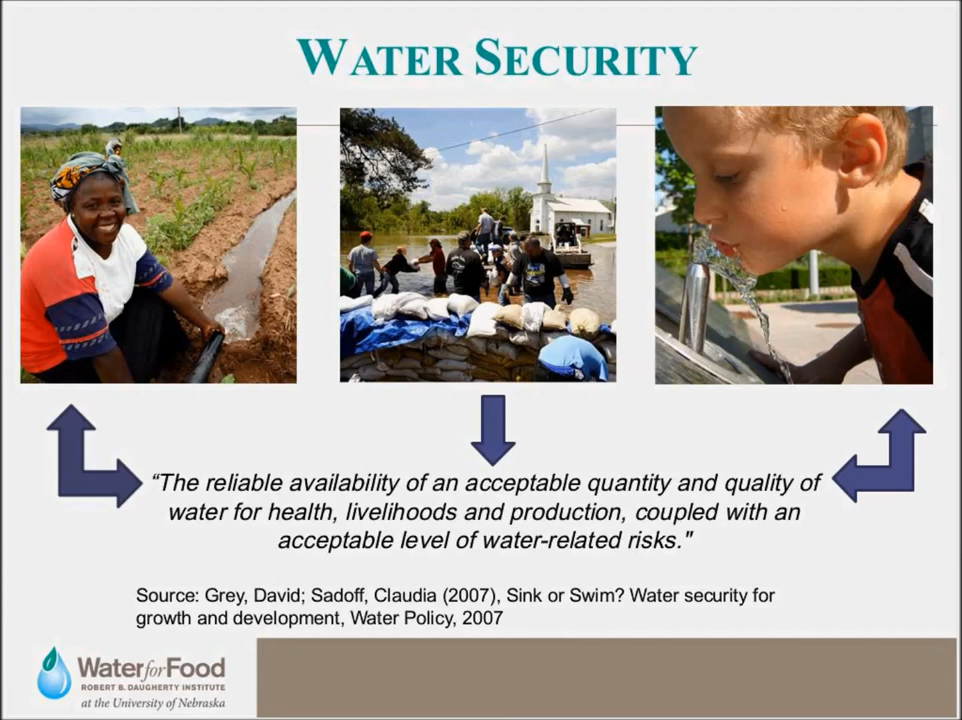 WATER SECURITY
“The reliable availability of an acceptable quantity and quality of
water for health, livelihoods and production, coupled with an
acceptable level of water-related risks."
Source: Grey, David; Sadoff, Claudia (2007), Sink or Swim? Water security for
growth and development, Water Policy, 2007
Water for Food
ROBERT B. DAUGHERTY INSTITUTE
at the University of Nebraska